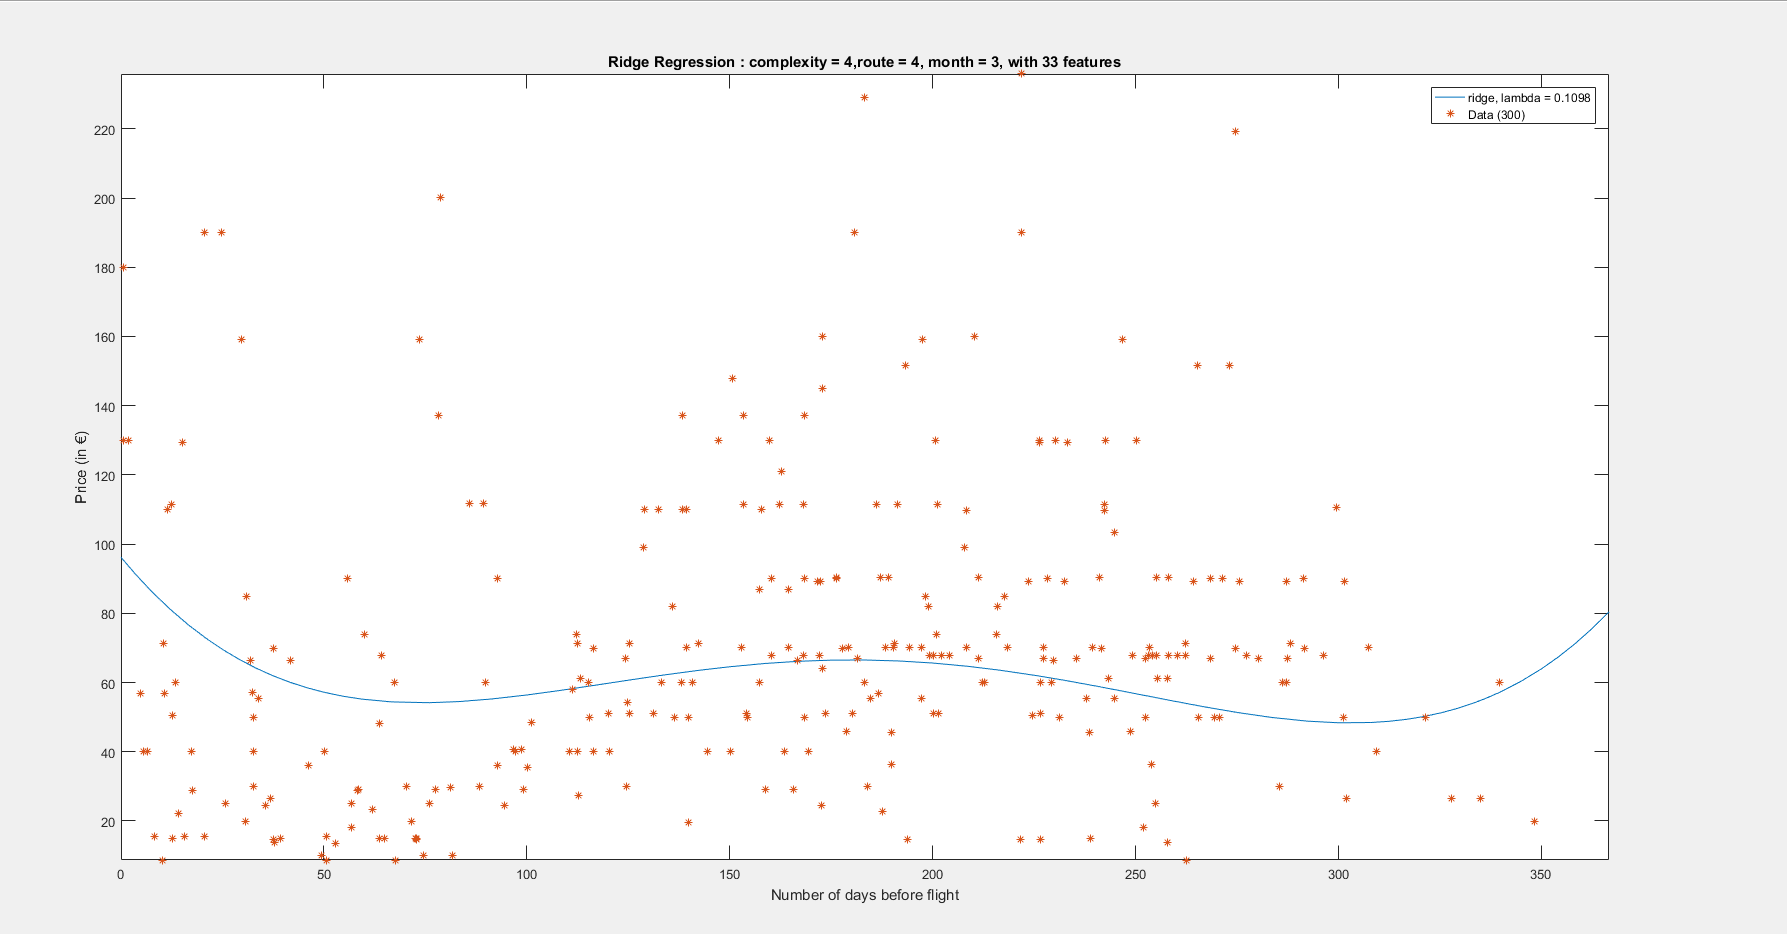 Ridge Regression : complexity = 4,route = 4, month = 3, with 33 features
ridge, lambda = 0.1098
Data (300)
220
200
180
160
140
120
100
80
60
40
20
Price (in €)
0 50 100 150 200 250 300 350
Number of days before flight